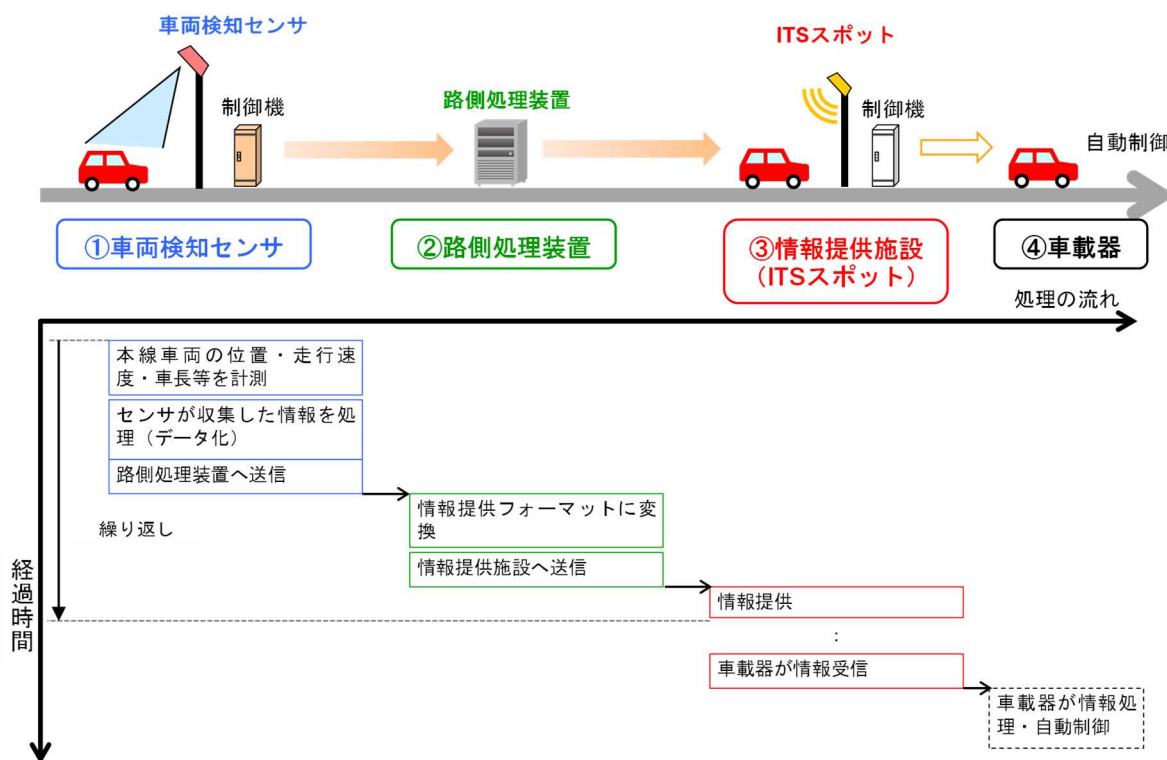 車両検知センサ
ITSスポット
制御機
路側処理装置
制御機
自動制御
①車両検知センサ
②路側処理装置
③情報提供施設
（ITSスポット）
④車載器
処理の流れ
本線車両の位置・走行速
度・車長等を計測
センサが収集した情報を処
理（データ化）
路側処理装置へ送信
情報提供フォーマットに変
換
繰り返し
情報提供施設へ送信
経過時間
情報提供
：
車載器が情報受信
車載器が情報処
理・自動制御